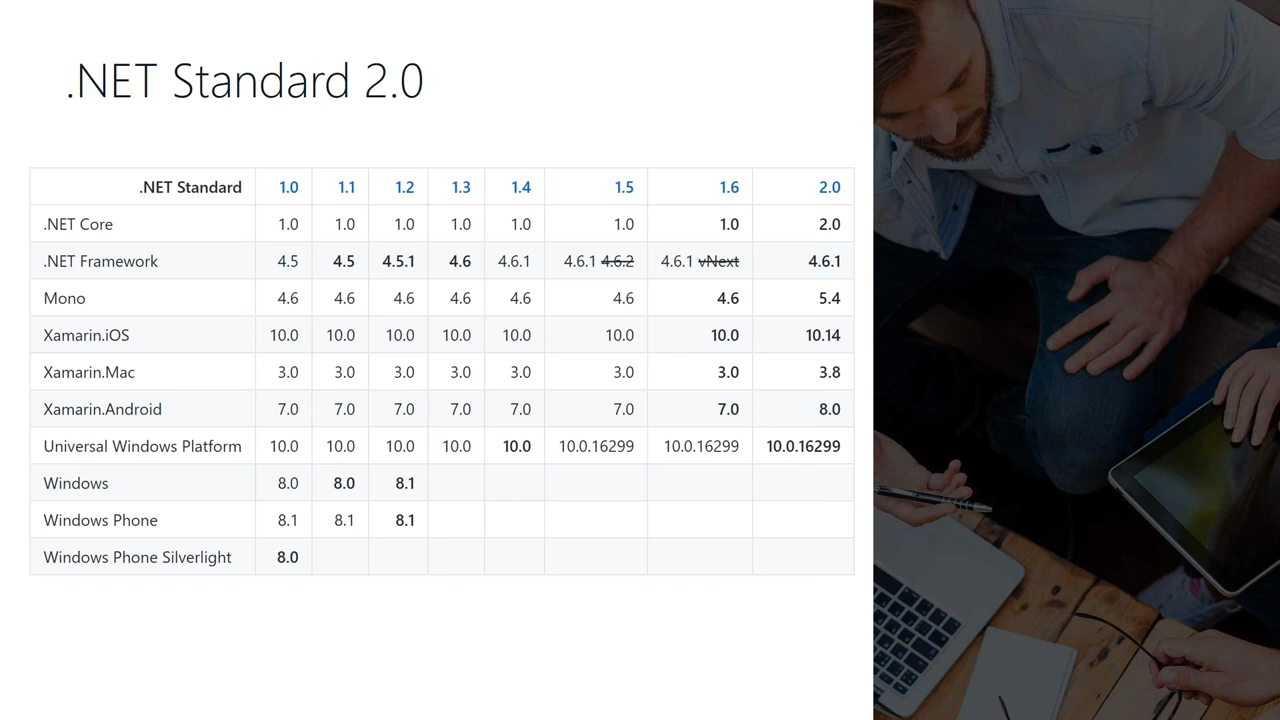 .NET Standard 2.0
.NET Standard 1.0 1.1 1.2 1.3 1.4 1.5 1.6 2.0
.NET Core 1.0 1.0 1.0 1.0 1.0 1.0 1.0 2.0
.NET Framework 4.5 4.5 4.5.1 4.6 4.6.1 4.6.1 4.6.2 4.6.1 vNext 4.6.1
Mono 4.6 4.6 4.6 4.6 4.6 4.6 4.6 5.4
Xamarin.iOS 10.0 10.0 10.0 10.0 10.0 10.0 10.0 10.14
Xamarin.Mac 3.0 3.0 3.0 3.0 3.0 3.0 3.0 3.8
Xamarin.Android 7.0 7.0 7.0 7.0 7.0 7.0 7.0 8.0
Universal Windows Platform 10.0 10.0 10.0 10.0 10.0 10.0.16299 10.0.16299 10.0.16299
Windows 8.0 8.0 8.1
Windows Phone 8.1 8.1 8.1
Windows Phone Silverlight 8.0